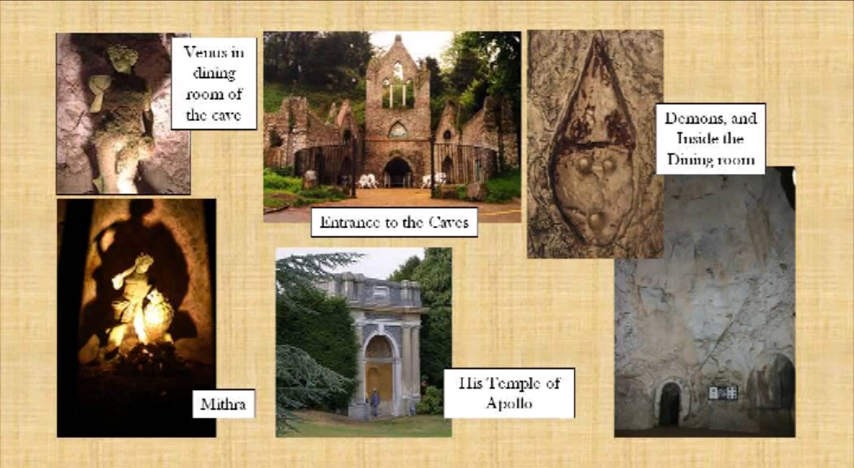 Venus in
dining
room of
the cave
Entrance to the Caves
Demons, and
Inside the
Dining room
Mithra
His Temple of
Apollo